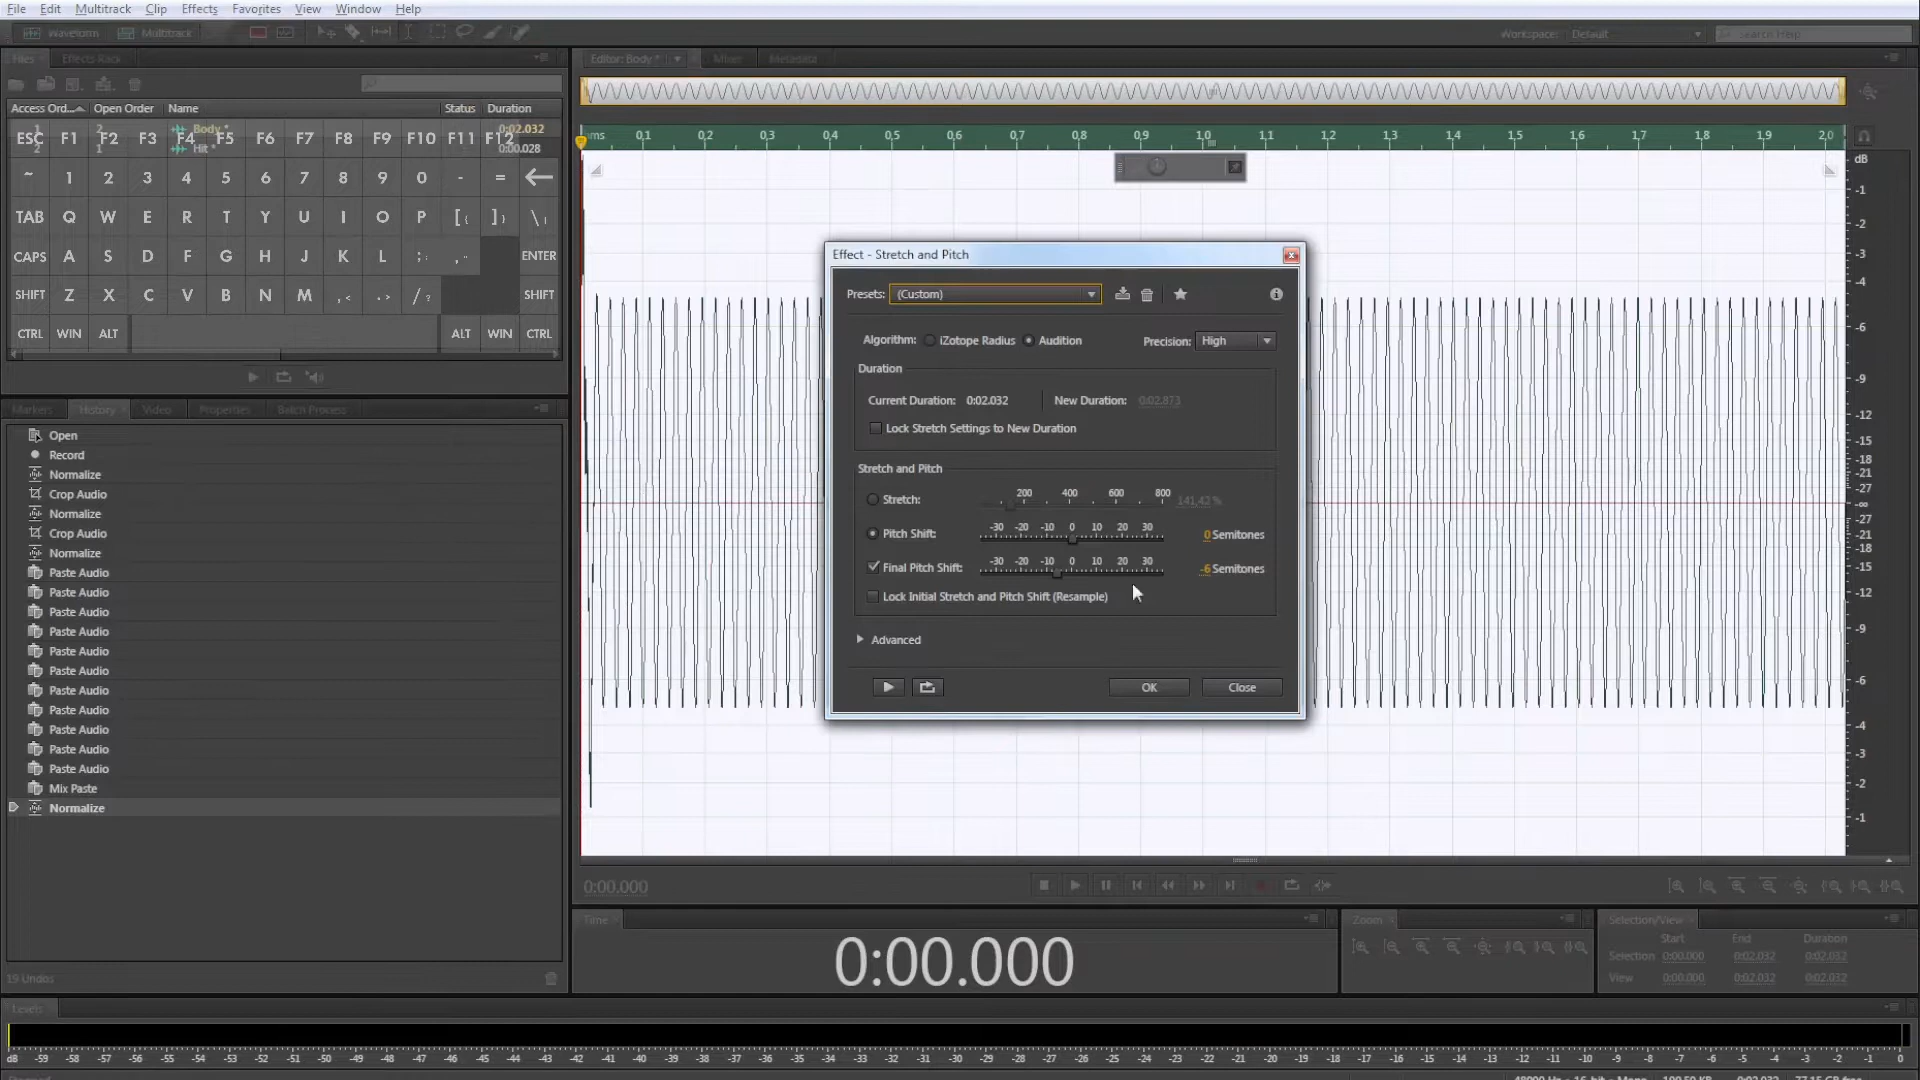 File Edit Multitrack Clip Effects Favorites View Window Help
Waveform Multitrack Workspace: Default Search Help
Files Effects Rack
Editor: Body * Mixer Metadata
Access Ord... Open Order Name Status Duration
1 2 Body * 0:02.032
2 1 Hit * 0:00.028
ESC F1 F2 F3 F4 F5 F6 F7 F8 F9 F10 F11 F12
~ 1 2 3 4 5 6 7 8 9 0 - =
TAB Q W E R T Y U I O P [{ ]} \|
CAPS A S D F G H J K L ;: ,. ENTER
SHIFT Z X C V B N M ,< .> /? SHIFT
CTRL WIN ALT ALT WIN CTRL
hms 0,1 0,2 0,3 0,4 0,5 0,6 0,7 0,8 0,9 1,0 1,1 1,2 1,3 1,4 1,5 1,6 1,7 1,8 1,9 2,0
dB
-1
-2
-3
-4
-6
-9
-12
-15
-18
-21
-27
-∞
-27
-21
-18
-15
-12
-9
-6
-4
-3
-2
-1
Effect - Stretch and Pitch
Presets: (Custom)
Algorithm: iZotope Radius Audition Precision: High
Duration
Current Duration: 0:02.032 New Duration: 0:02.873
Lock Stretch Settings to New Duration
Stretch and Pitch
200 400 600 800
Stretch: 141,42 %
-30 -20 -10 0 10 20 30
Pitch Shift: 0 Semitones
-30 -20 -10 0 10 20 30
Final Pitch Shift: -6 Semitones
Lock Initial Stretch and Pitch Shift (Resample)
Advanced
OK Close
Markers History Video Properties Batch Process
Open
Record
Normalize
Crop Audio
Normalize
Crop Audio
Normalize
Paste Audio
Paste Audio
Paste Audio
Paste Audio
Paste Audio
Paste Audio
Paste Audio
Paste Audio
Paste Audio
Paste Audio
Paste Audio
Mix Paste
Normalize
19 Undos
0:00.000
Time
0:00.000
Zoom
Selection/View
Start End Duration
Selection 0:00.000 0:02.032 0:02.032
View 0:00.000 0:02.032 0:02.032
Levels
dB -59 -58 -57 -56 -55 -54 -53 -52 -51 -50 -49 -48 -47 -46 -45 -44 -43 -42 -41 -40 -39 -38 -37 -36 -35 -34 -33 -32 -31 -30 -29 -28 -27 -26 -25 -24 -23 -22 -21 -20 -19 -18 -17 -16 -15 -14 -13 -12 -11 -10 -9 -8 -7 -6 -5 -4 -3 -2 -1 0